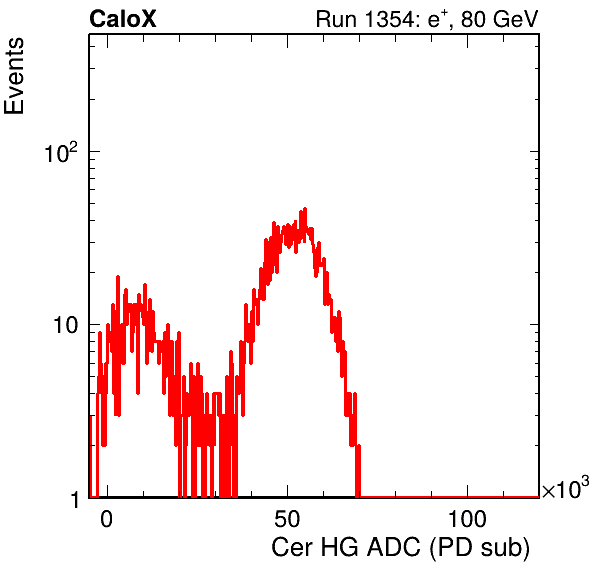 CaloX Run 1354: e⁺, 80 GeV
Events
10²
10
1
0 50 100 ×10³
Cer HG ADC (PD sub)